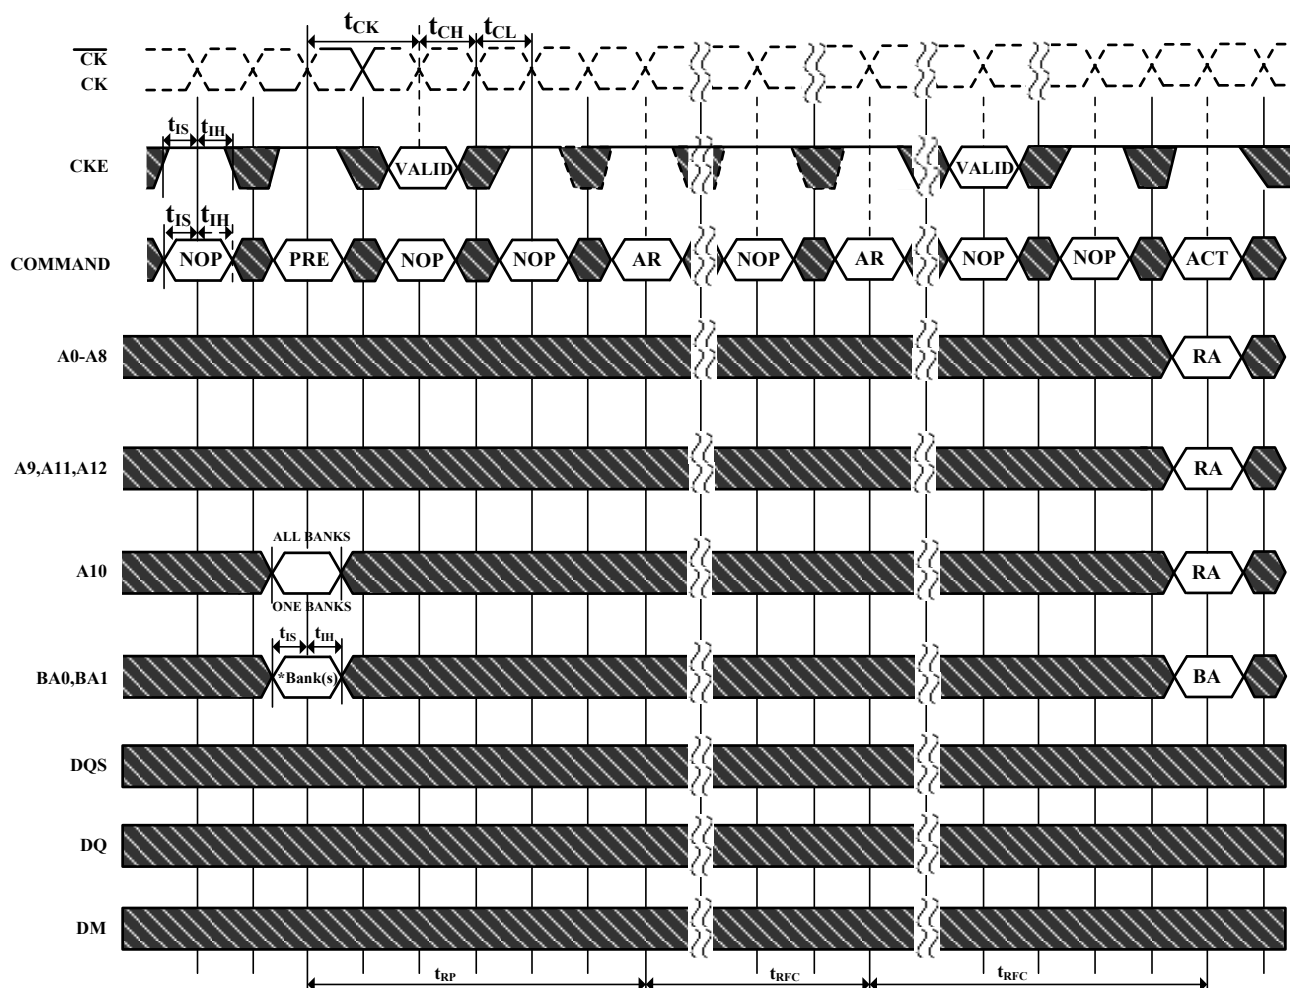 tCK tCH tCL
CK
CK
tIS tIH
CKE VALID VALID
tIS tIH
COMMAND NOP PRE NOP NOP AR NOP AR NOP NOP ACT
A0-A8 RA
A9,A11,A12 RA
ALL BANKS
A10 RA
ONE BANKS
tIS tIH
BA0,BA1 *Bank(s) BA
DQS
DQ
DM
tRP tRFC tRFC